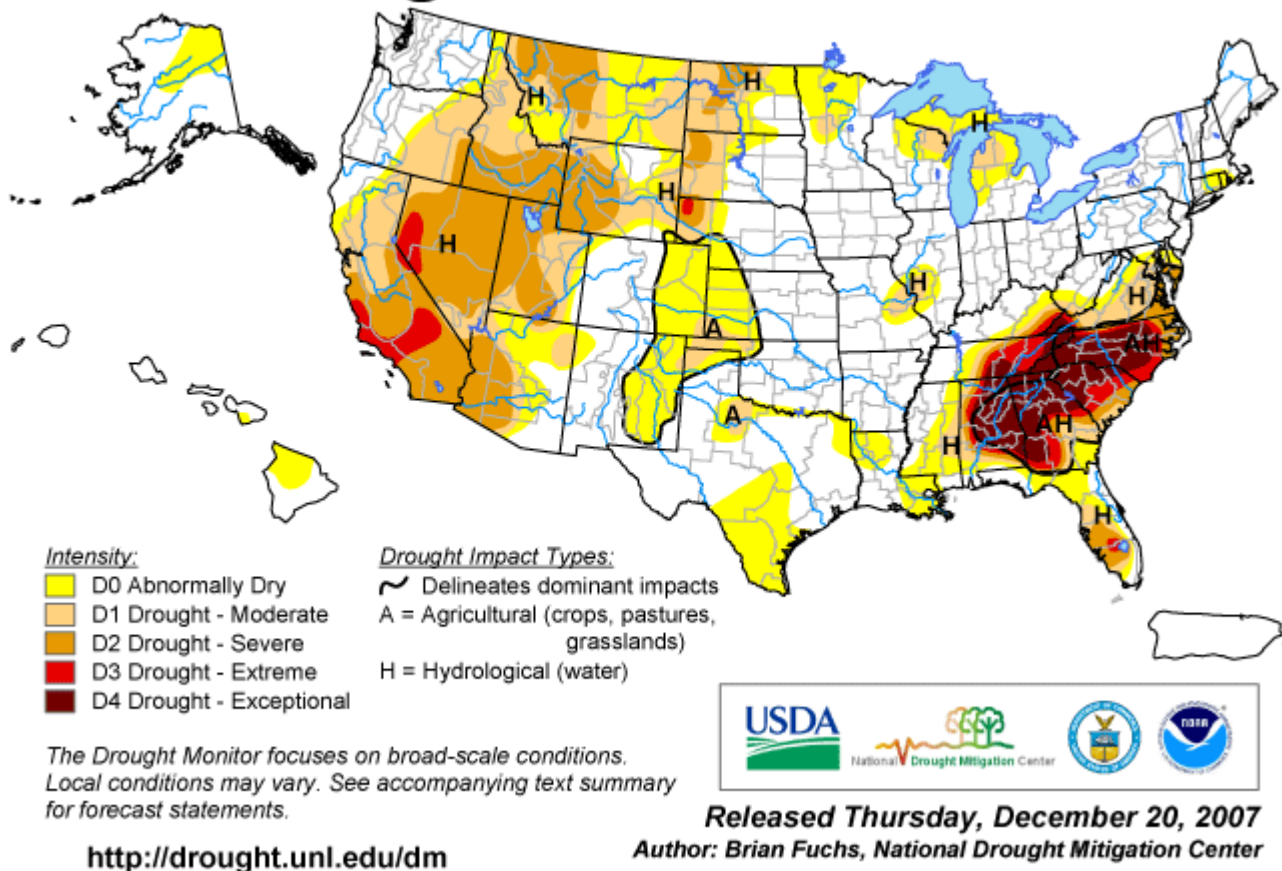 H
H
H
H
H
H
H A
A
AH
A
AH
H
H
Intensity:
D0 Abnormally Dry
D1 Drought - Moderate
D2 Drought - Severe
D3 Drought - Extreme
D4 Drought - Exceptional
Drought Impact Types:
Delineates dominant impacts
A = Agricultural (crops, pastures,
grasslands)
H = Hydrological (water)
The Drought Monitor focuses on broad-scale conditions.
Local conditions may vary. See accompanying text summary
for forecast statements.
http://drought.unl.edu/dm
USDA
National Drought Mitigation Center
NOAA
Released Thursday, December 20, 2007
Author: Brian Fuchs, National Drought Mitigation Center